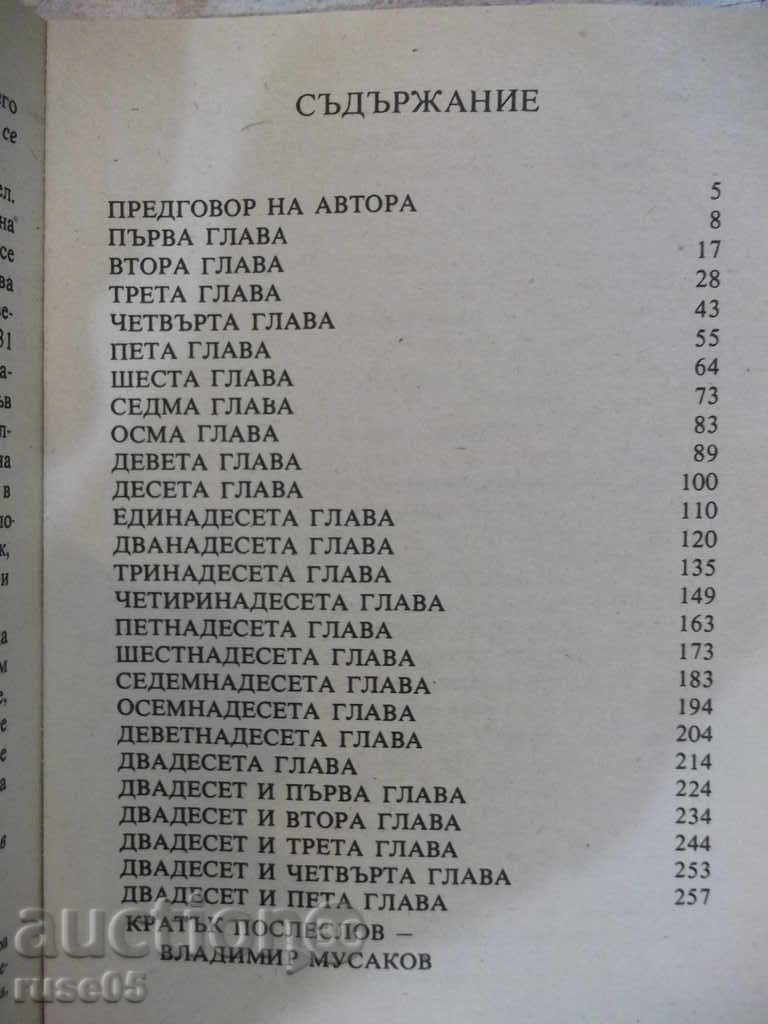 СЪДЪРЖАНИЕ
ПРЕДГОВОР НА АВТОРА 5
ПЪРВА ГЛАВА 8
ВТОРА ГЛАВА 17
ТРЕТА ГЛАВА 28
ЧЕТВЪРТА ГЛАВА 43
ПЕТА ГЛАВА 55
ШЕСТА ГЛАВА 64
СЕДМА ГЛАВА 73
ОСМА ГЛАВА 83
ДЕВЕТА ГЛАВА 89
ДЕСЕТА ГЛАВА 100
ЕДИНАДЕСЕТА ГЛАВА 110
ДВАНАДЕСЕТА ГЛАВА 120
ТРИНАДЕСЕТА ГЛАВА 135
ЧЕТИРИНАДЕСЕТА ГЛАВА 149
ПЕТНАДЕСЕТА ГЛАВА 163
ШЕСТНАДЕСЕТА ГЛАВА 173
СЕДЕМНАДЕСЕТА ГЛАВА 183
ОСЕМНАДЕСЕТА ГЛАВА 194
ДЕВЕТНАДЕСЕТА ГЛАВА 204
ДВАДЕСЕТА ГЛАВА 214
ДВАДЕСЕТ И ПЪРВА ГЛАВА 224
ДВАДЕСЕТ И ВТОРА ГЛАВА 234
ДВАДЕСЕТ И ТРЕТА ГЛАВА 244
ДВАДЕСЕТ И ЧЕТВЪРТА ГЛАВА 253
ДВАДЕСЕТ И ПЕТА ГЛАВА 257
КРАТЪК ПОСЛЕСЛОВ –
ВЛАДИМИР МУСАКОВ
auction
ruse05